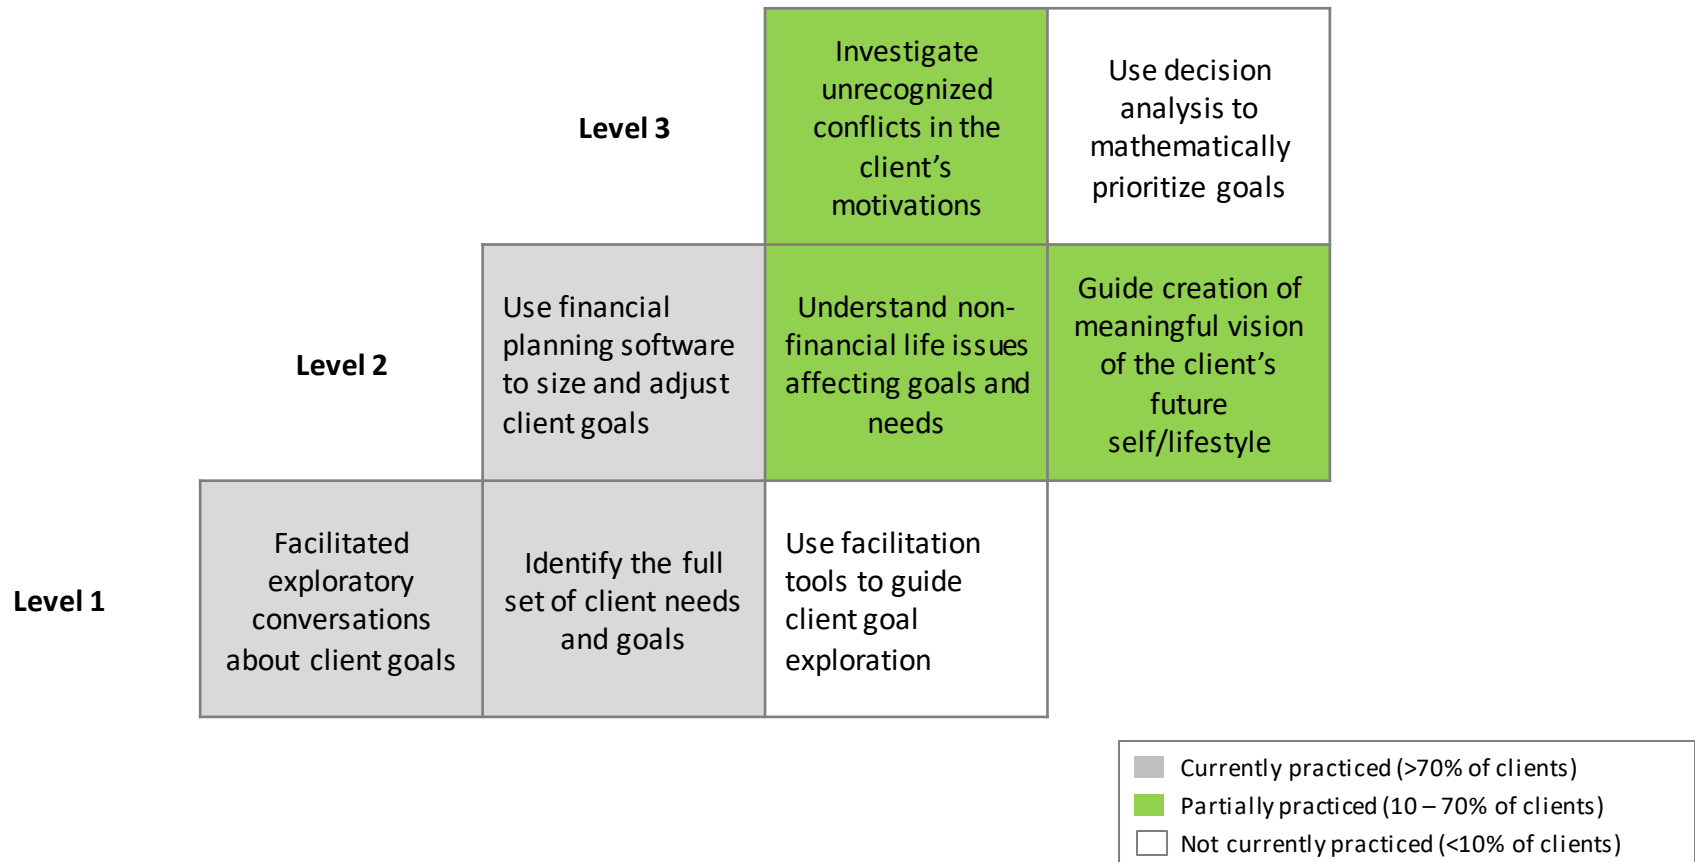 Level 3
Investigate
unrecognized
conflicts in the
client’s
motivations
Use decision
analysis to
mathematically
prioritize goals
Level 2
Use financial
planning software
to size and adjust
client goals
Understand non-
financial life issues
affecting goals and
needs
Guide creation of
meaningful vision
of the client’s
future
self/lifestyle
Level 1
Facilitated
exploratory
conversations
about client goals
Identify the full
set of client needs
and goals
Use facilitation
tools to guide
client goal
exploration
Currently practiced (>70% of clients)
Partially practiced (10 – 70% of clients)
Not currently practiced (<10% of clients)